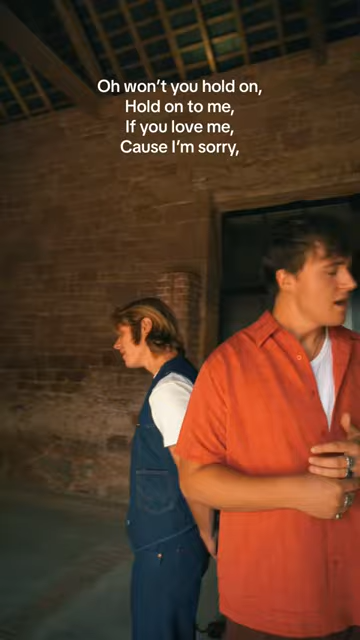 Oh won't you hold on,
Hold on to me,
If you love me,
Cause I'm sorry,